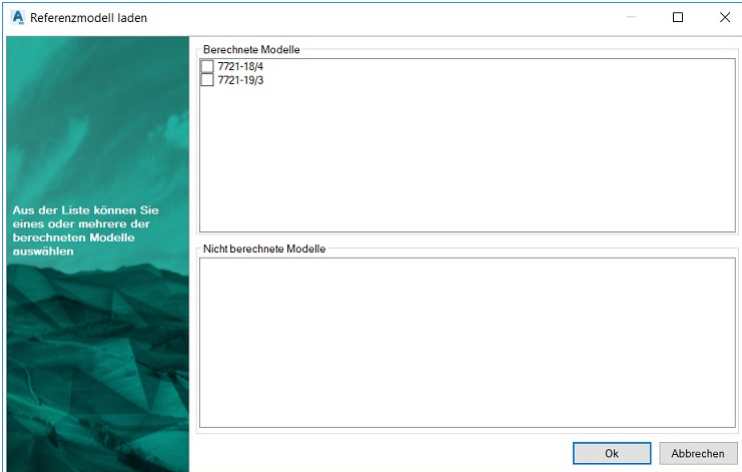 Referenzmodell laden
Berechnete Modelle
7721-18/4
7721-19/3
Aus der Liste können Sie
eines oder mehrere der
berechneten Modelle
auswählen
Nicht berechnete Modelle
Ok
Abbrechen